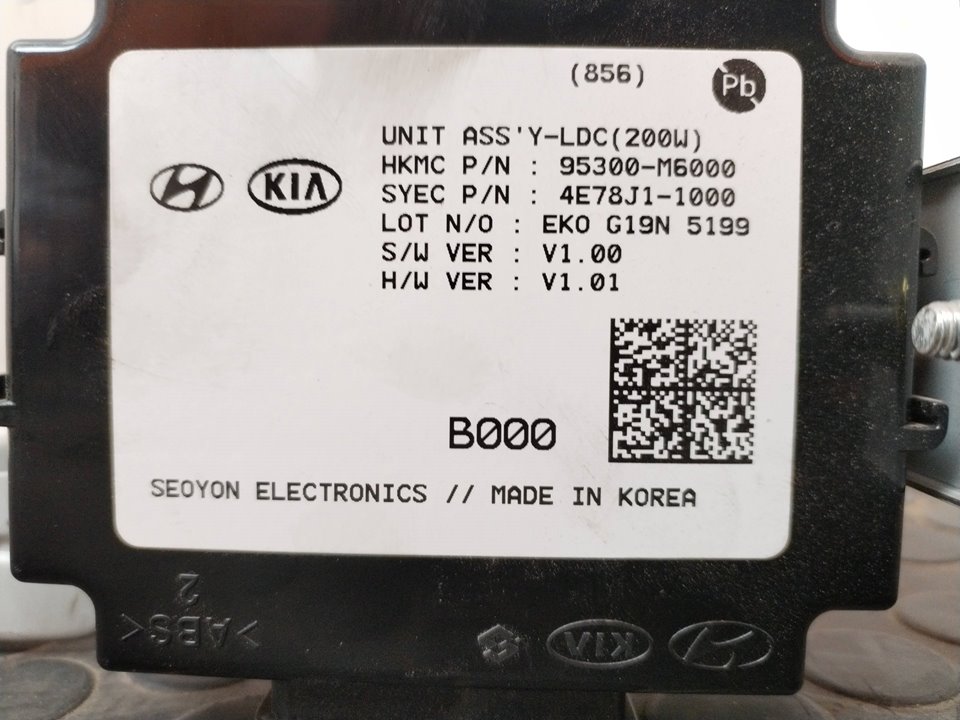 (856)
Pb
UNIT ASS'Y-LDC(200W)
HKMC P/N : 95300-M6000
KIA
SYEC P/N : 4E78J1-1000
LOT N/O : EKO G19N 5199
S/W VER : V1.00
H/W VER : V1.01
B000
SEOYON ELECTRONICS // MADE IN KOREA
2
>ABS<
KIA